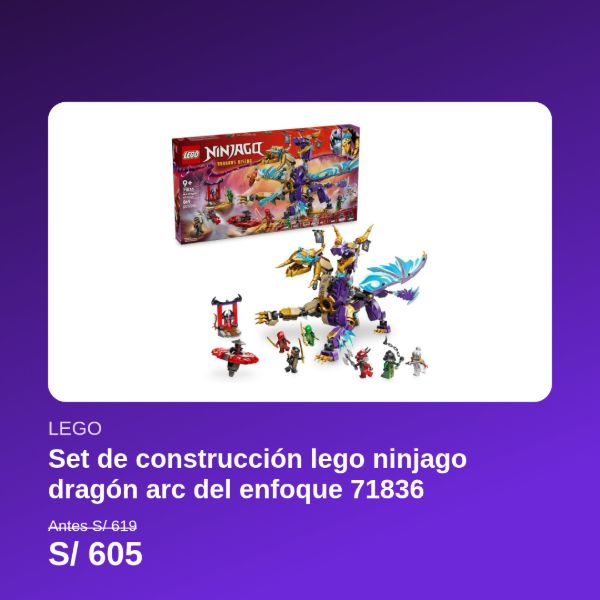 LEGO
NINJAGO
DRAGONS RISING
9+
71836
LEGO
Set de construcción lego ninjago
dragón arc del enfoque 71836
Antes S/ 619
S/ 605